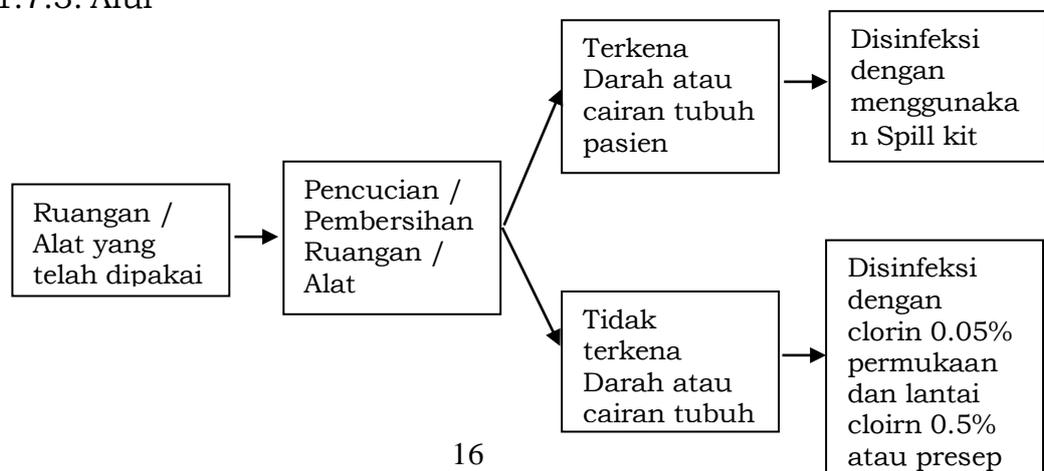 1.7.3. Alur
Terkena
Darah atau
cairan tubuh
pasien
Disinfeksi
dengan
menggunaka
n Spill kit
Ruangan /
Alat yang
telah dipakai
Pencucian /
Pembersihan
Ruangan /
Alat
Tidak
terkena
Darah atau
cairan tubuh
Disinfeksi
dengan
clorin 0.05%
permukaan
dan lantai
cloirn 0.5%
atau presep
16